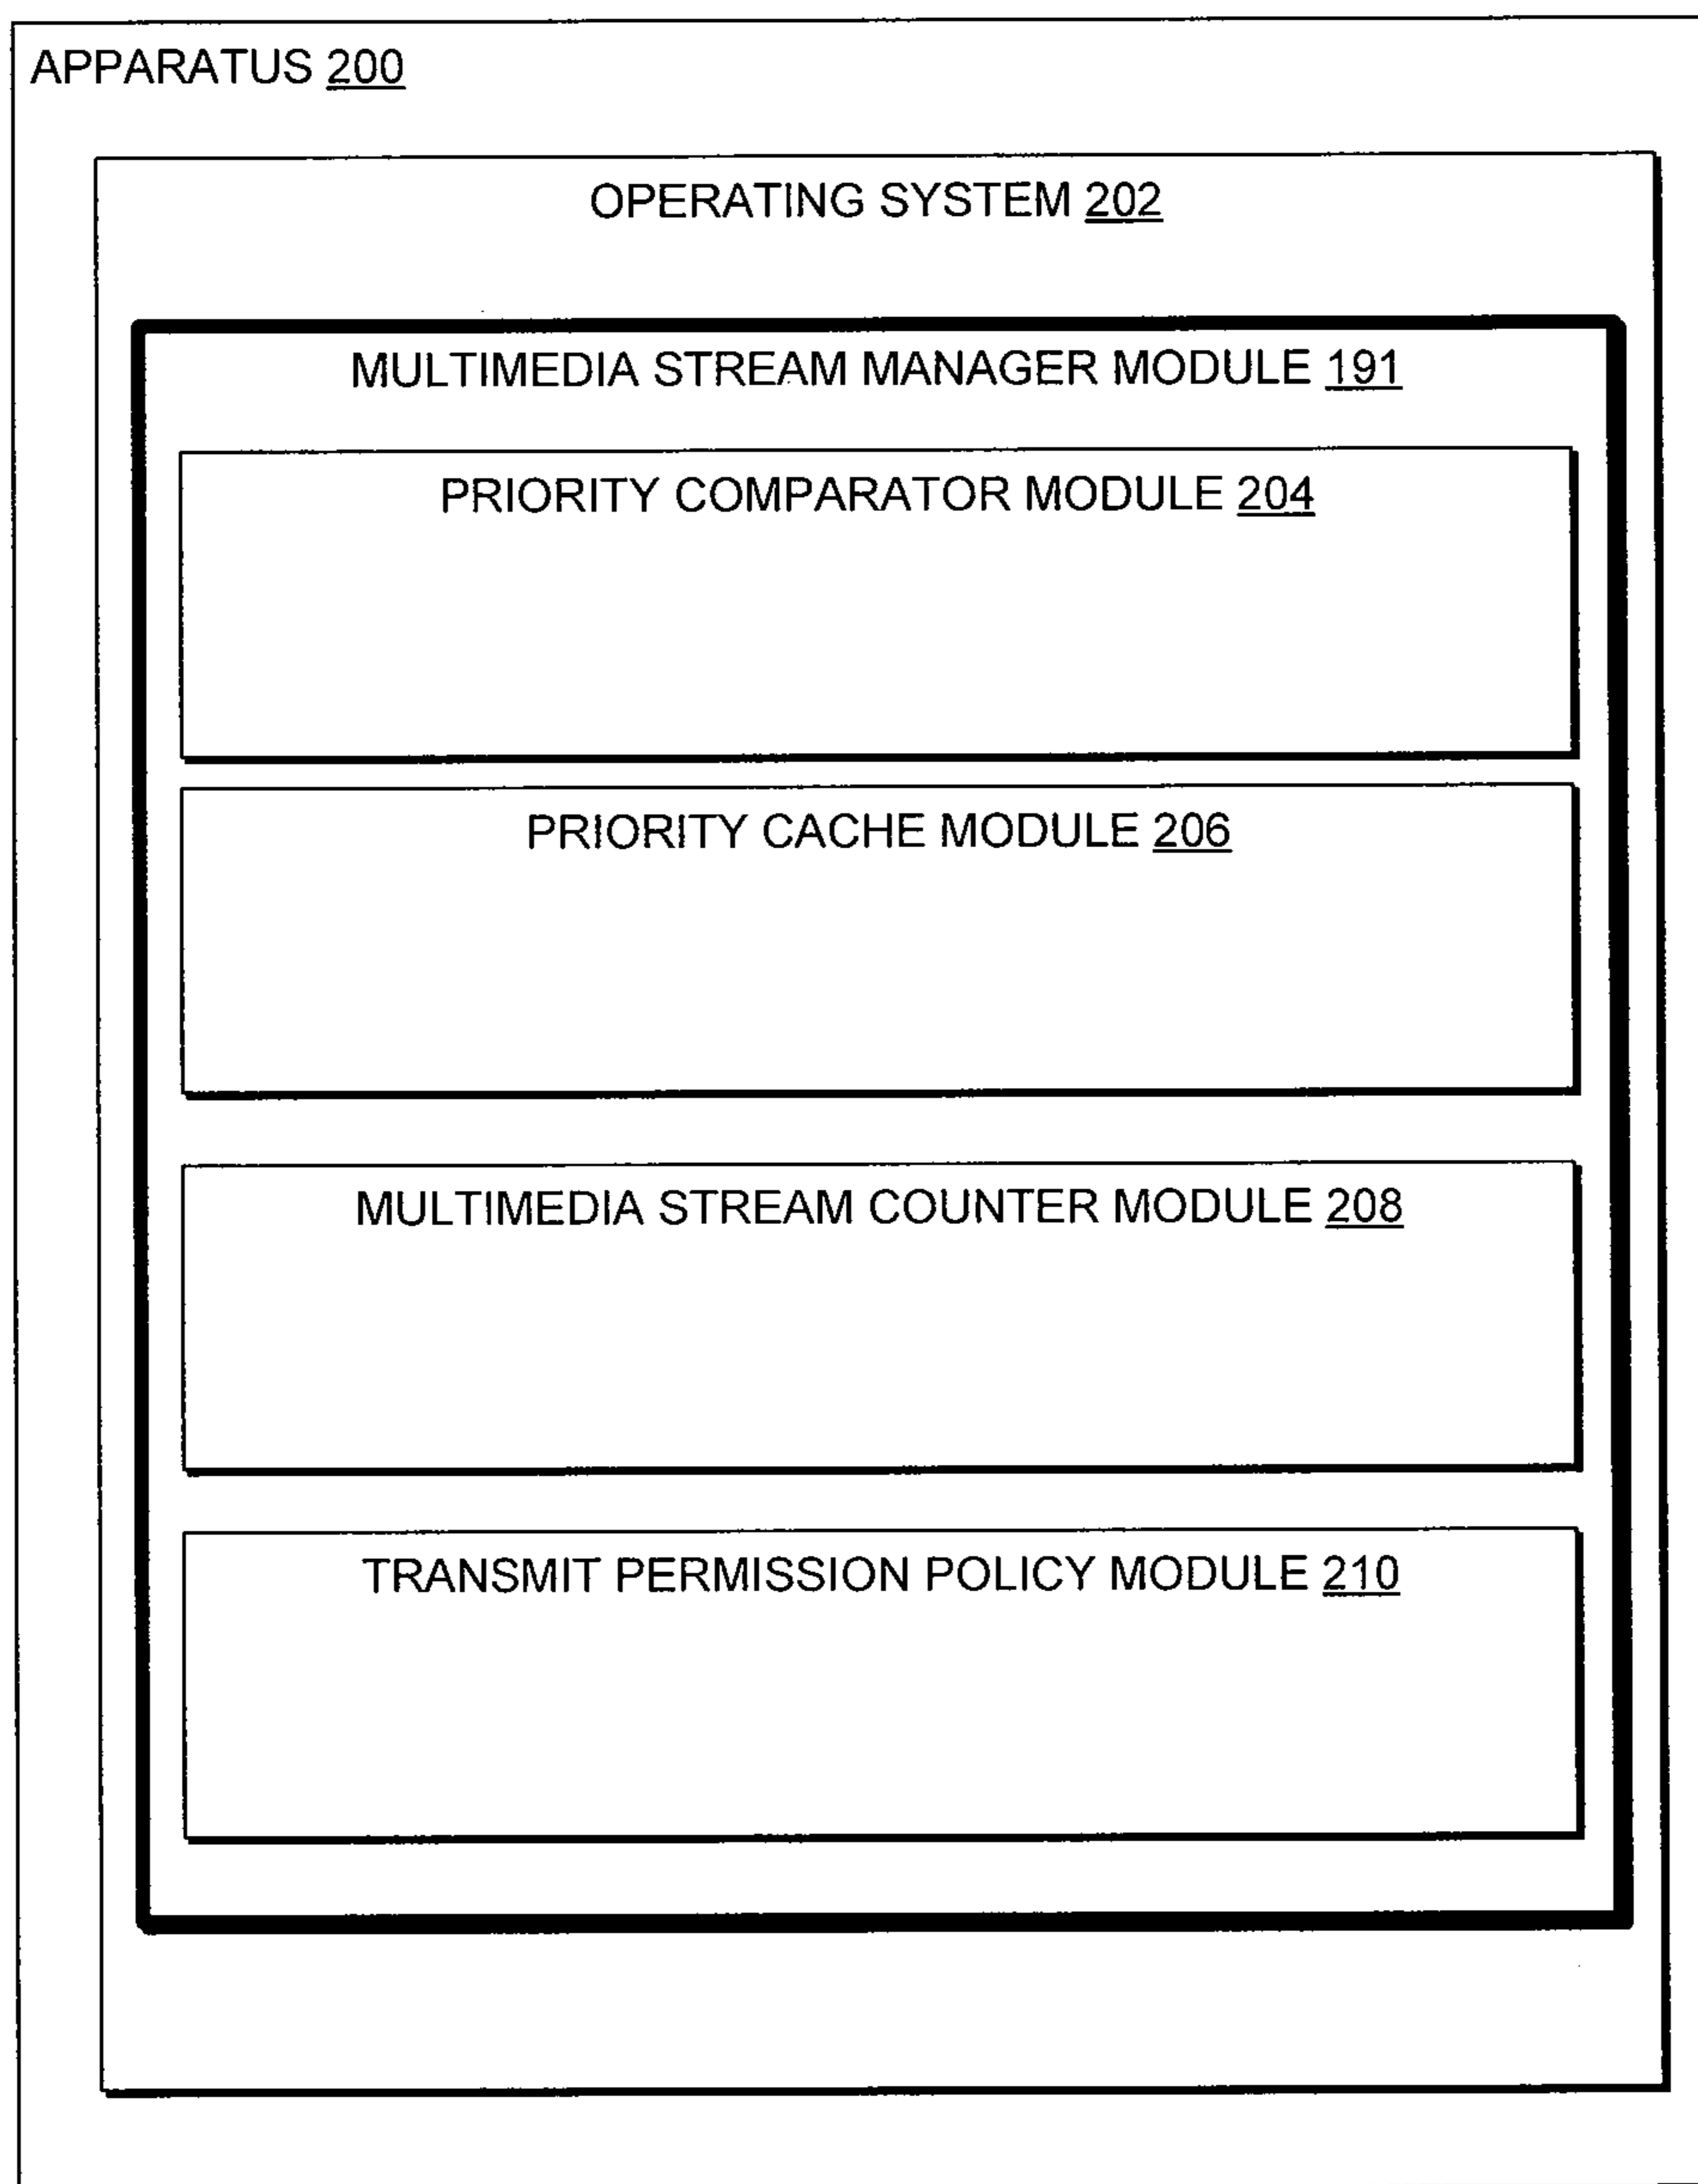 APPARATUS 200
OPERATING SYSTEM 202
MULTIMEDIA STREAM MANAGER MODULE 191
PRIORITY COMPARATOR MODULE 204
PRIORITY CACHE MODULE 206
MULTIMEDIA STREAM COUNTER MODULE 208
TRANSMIT PERMISSION POLICY MODULE 210